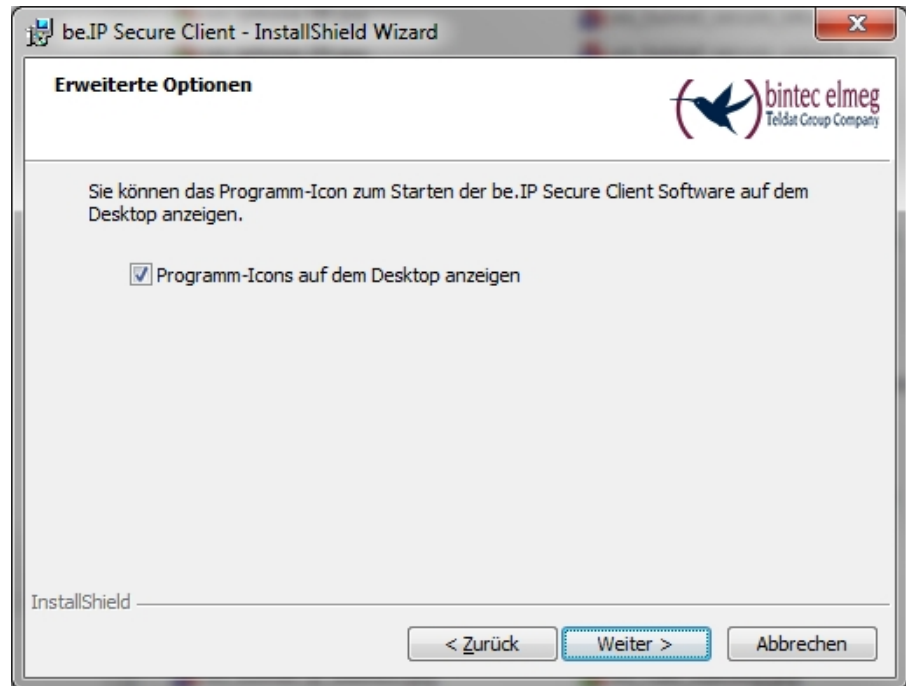 be.IP Secure Client - InstallShield Wizard
Erweiterte Optionen
bintec elmeg
Teldat Group Company
Sie können das Programm-Icon zum Starten der be.IP Secure Client Software auf dem
Desktop anzeigen.
Programm-Icons auf dem Desktop anzeigen
InstallShield
< Zurück Weiter > Abbrechen